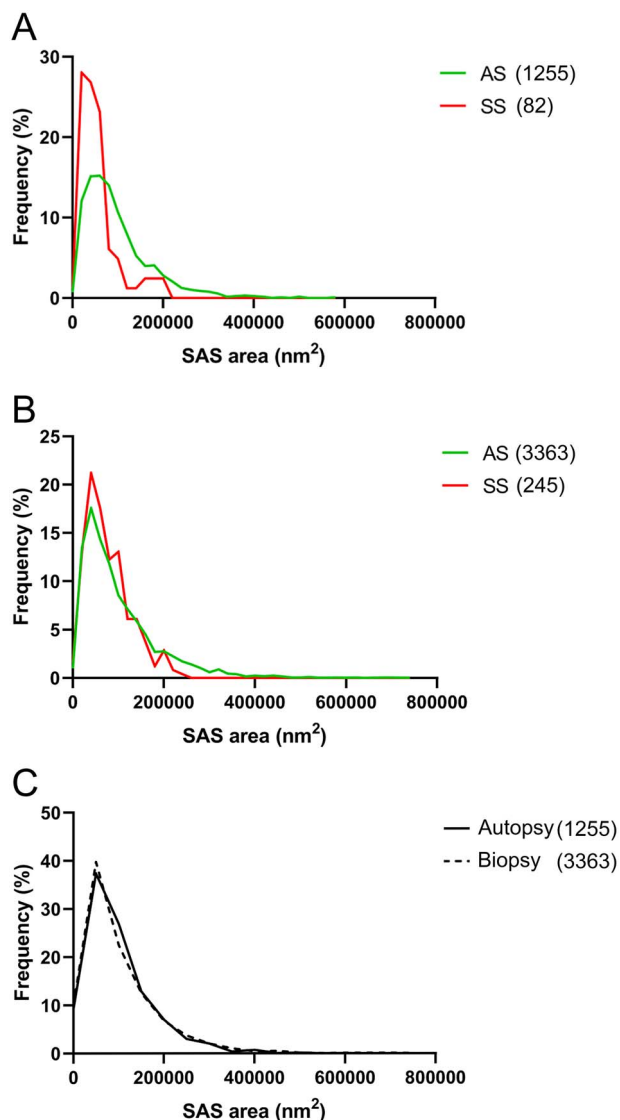 A
30
20
10
0
Frequency (%)
0 200000 400000 600000 800000
SAS area (nm²)
AS (1255)
SS (82)
B
25
20
15
10
5
0
Frequency (%)
0 200000 400000 600000 800000
SAS area (nm²)
AS (3363)
SS (245)
C
50
40
30
20
10
0
Frequency (%)
0 200000 400000 600000 800000
SAS area (nm²)
Autopsy (1255)
Biopsy (3363)